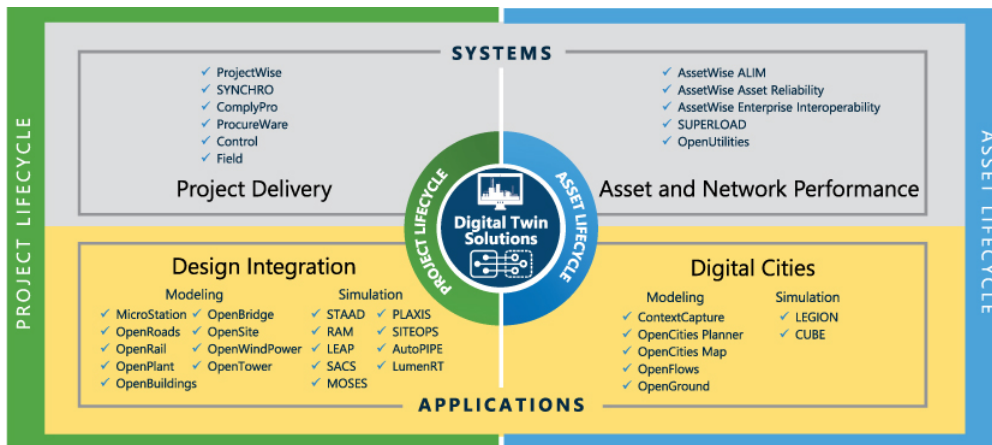 PROJECT LIFECYCLE
SYSTEMS
ProjectWise
SYNCHRO
ComplyPro
ProcureWare
Control
Field
Project Delivery
AssetWise ALIM
AssetWise Asset Reliability
AssetWise Enterprise Interoperability
SUPERLOAD
OpenUtilities
Asset and Network Performance
PROJECT LIFECYCLE
Digital Twin
Solutions
ASSET LIFECYCLE
Design Integration
Modeling
MicroStation
OpenRoads
OpenRail
OpenPlant
OpenBuildings
OpenBridge
OpenSite
OpenWindPower
OpenTower
Simulation
STAAD
RAM
LEAP
SACS
MOSES
PLAXIS
SITEOPS
AutoPIPE
LumenRT
Digital Cities
Modeling
ContextCapture
OpenCities Planner
OpenCities Map
OpenFlows
OpenGround
Simulation
LEGION
CUBE
APPLICATIONS
ASSET LIFECYCLE